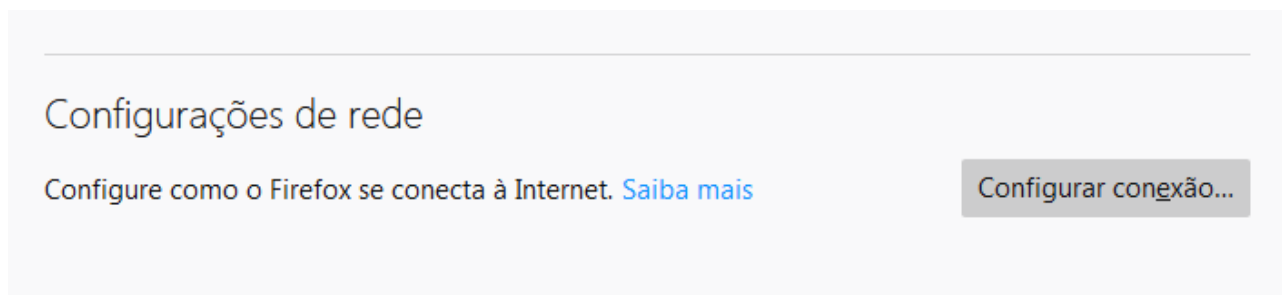 Configurações de rede
Configure como o Firefox se conecta à Internet. Saiba mais
Configurar conexão...